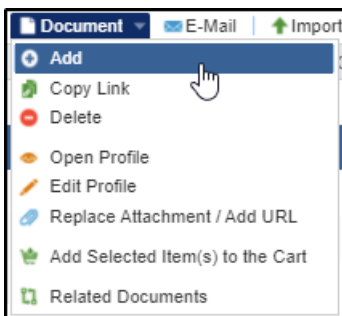 Document E-Mail Import
Add
Copy Link
Delete
Open Profile
Edit Profile
Replace Attachment / Add URL
Add Selected Item(s) to the Cart
Related Documents